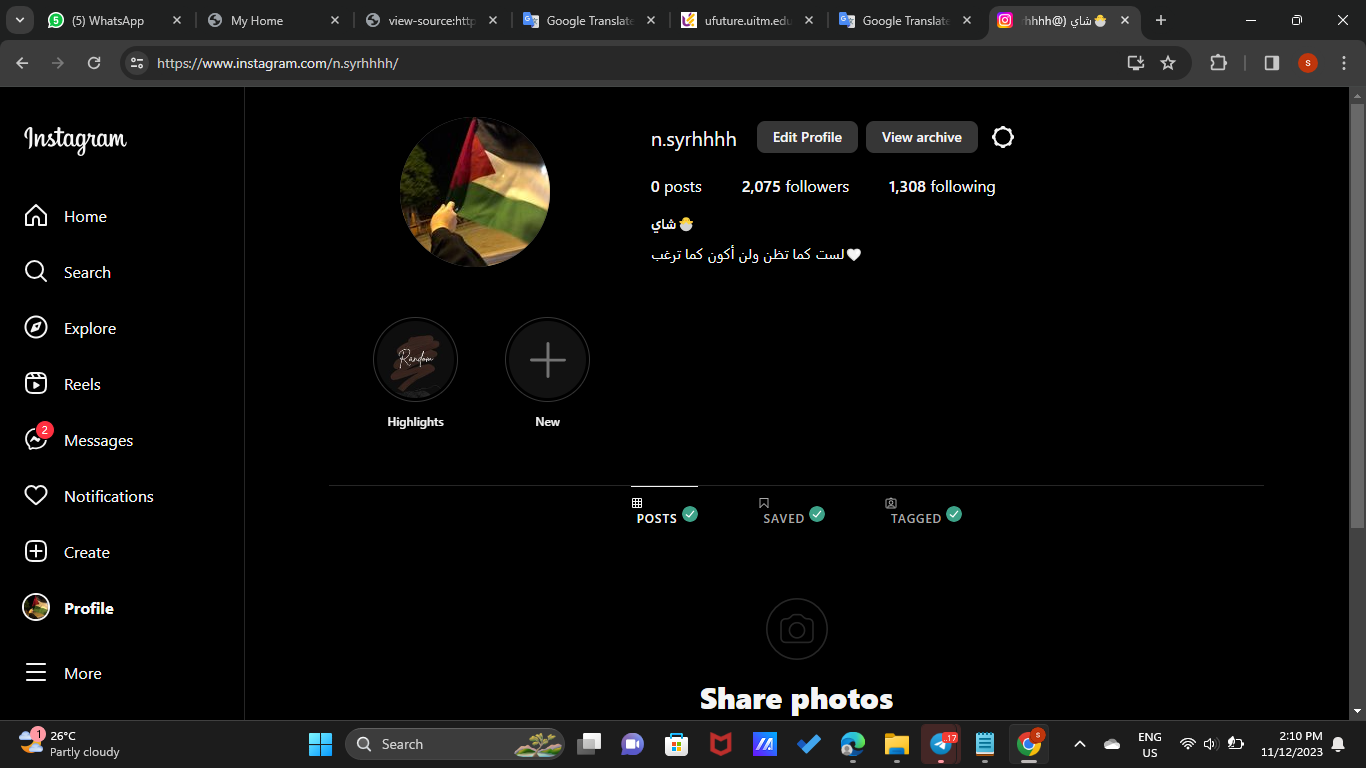 (5) WhatsApp
My Home
view-source:http
Google Translate
ufuture.uitm.edu
Google Translate
شاي (@hhhh
https://www.instagram.com/n.syrhhhh/
s
Instagram
n.syrhhhh
Edit Profile
View archive
0 posts
2,075 followers
1,308 following
شاي🐣
لست كما تظن ولن أكون كما ترغب🤍
Home
Search
Explore
Reels
2
Messages
Notifications
Create
Profile
More
Random
Highlights
New
POSTS
SAVED
TAGGED
Share photos
1
26°C
Partly cloudy
Search
..17
s
ENG
US
2:10 PM
11/12/2023